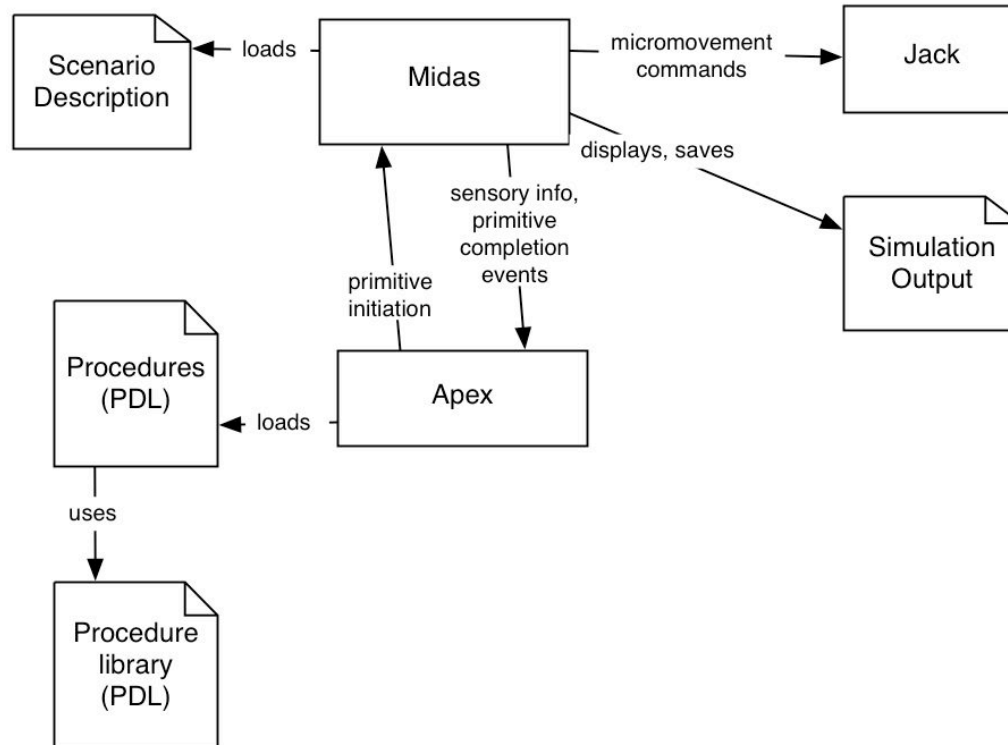 Scenario
Description
loads
Midas
micromovement
commands
Jack
displays, saves
sensory info,
primitive
completion
events
primitive
initiation
Simulation
Output
Procedures
(PDL)
loads
Apex
uses
Procedure
library
(PDL)